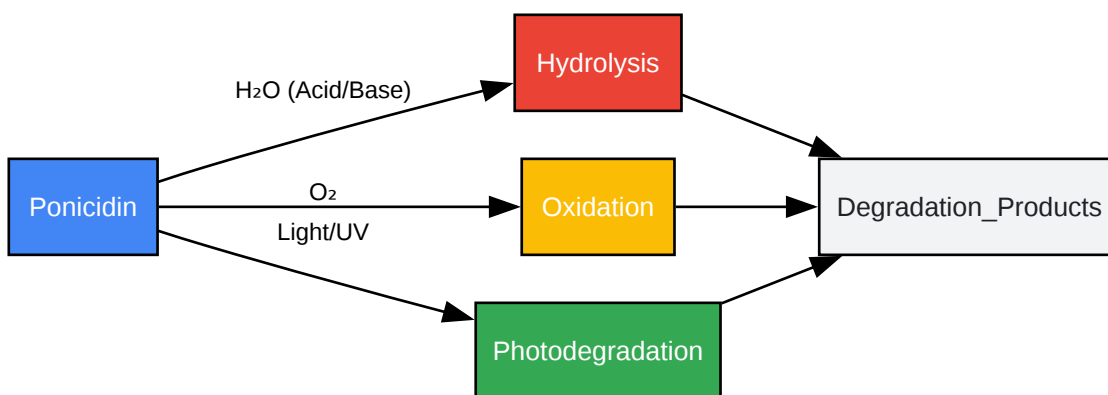 Hydrolysis
H₂O (Acid/Base)
Ponicidin
O₂
Oxidation
Degradation_Products
Light/UV
Photodegradation